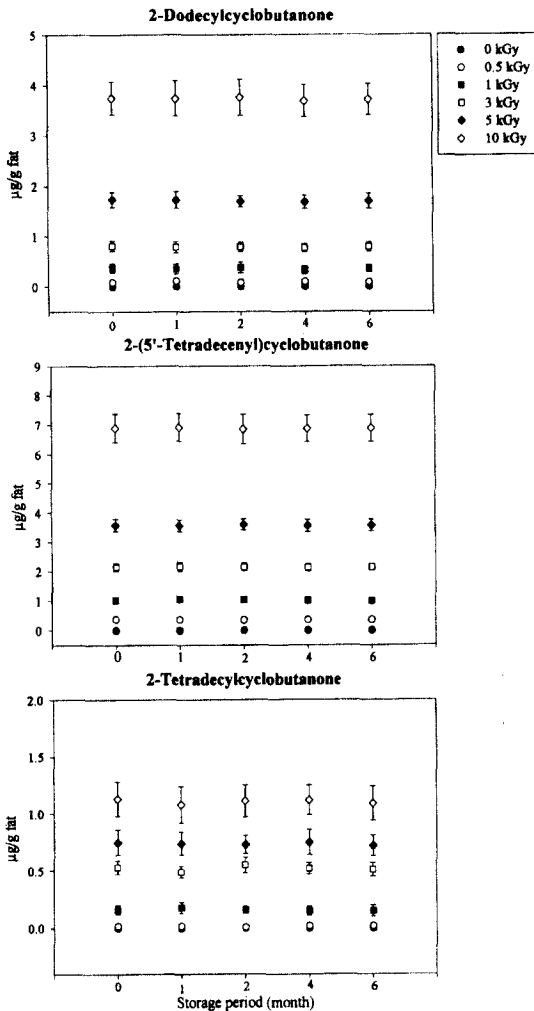 2-Dodecylcyclobutanone
5
4
3
2
1
0
µg/g fat
0 1 2 4 6
0 kGy
0.5 kGy
1 kGy
3 kGy
5 kGy
10 kGy
2-(5'-Tetradecenyl)cyclobutanone
9
8
7
6
5
4
3
2
1
0
µg/g fat
0 1 2 4 6
2-Tetradecylcyclobutanone
2.0
1.5
1.0
0.5
0.0
µg/g fat
0 1 2 4 6
Storage period (month)